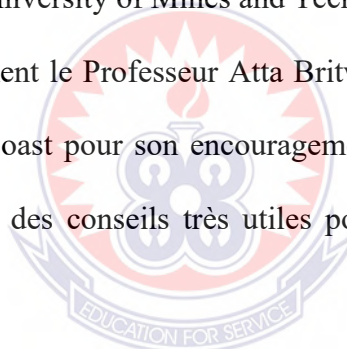 niversity of Mines and Tec
ent le Professeur Atta Britw
oast pour son encouragem
des conseils très utiles po
EDUCATION FOR SERVICE